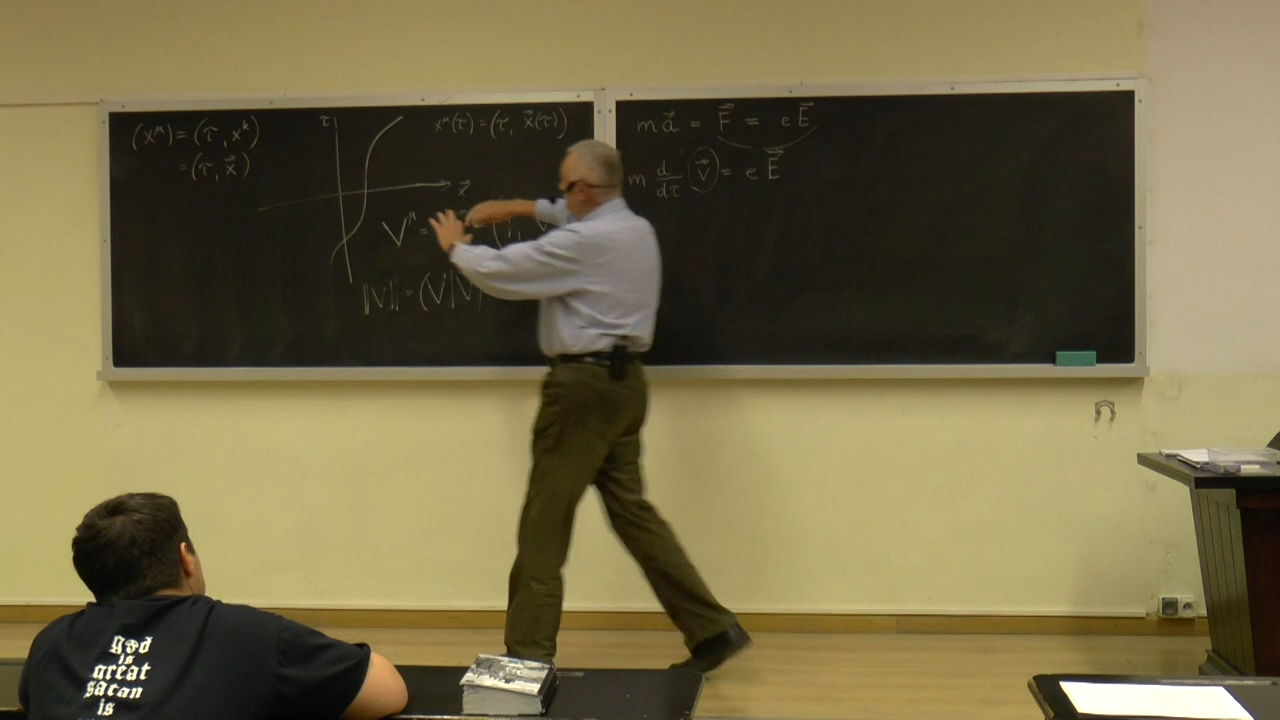 (x^μ) = (τ, x^k)
= (τ, x⃗)
τ
x⃗
x^μ(τ) = (τ, x⃗(τ))
V^μ =
‖V‖ = (V|V)
m a⃗ = F⃗ = e E⃗
m d/dτ v⃗ = e E⃗
god
is
great
satan
is